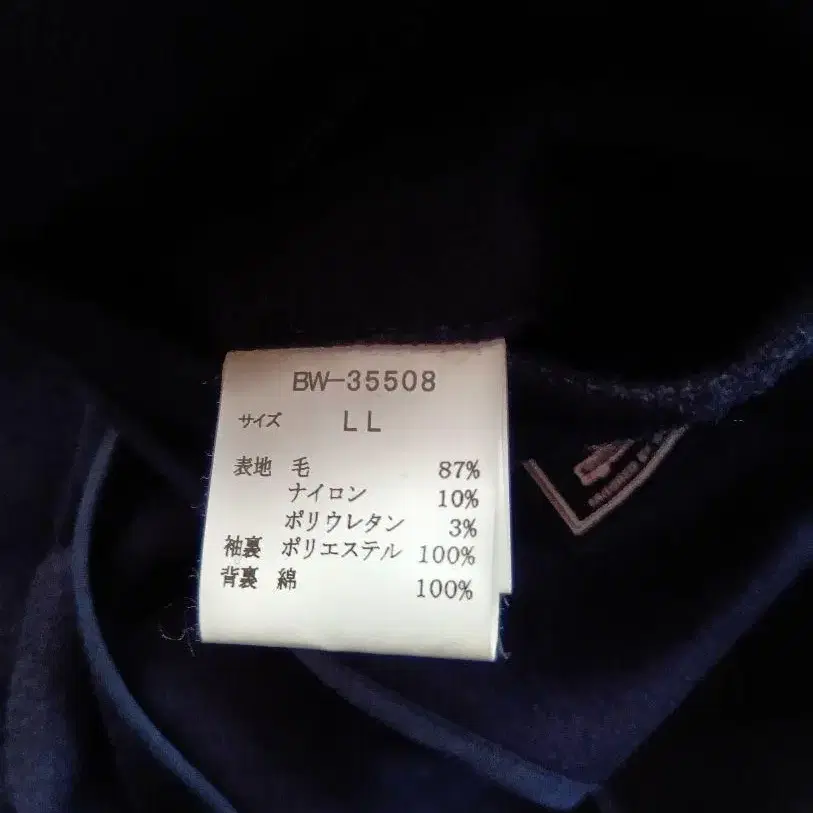 BW-35508
サイズ LL
表地 毛 87%
ナイロン 10%
ポリウレタン 3%
袖裏 ポリエステル 100%
背裏 綿 100%